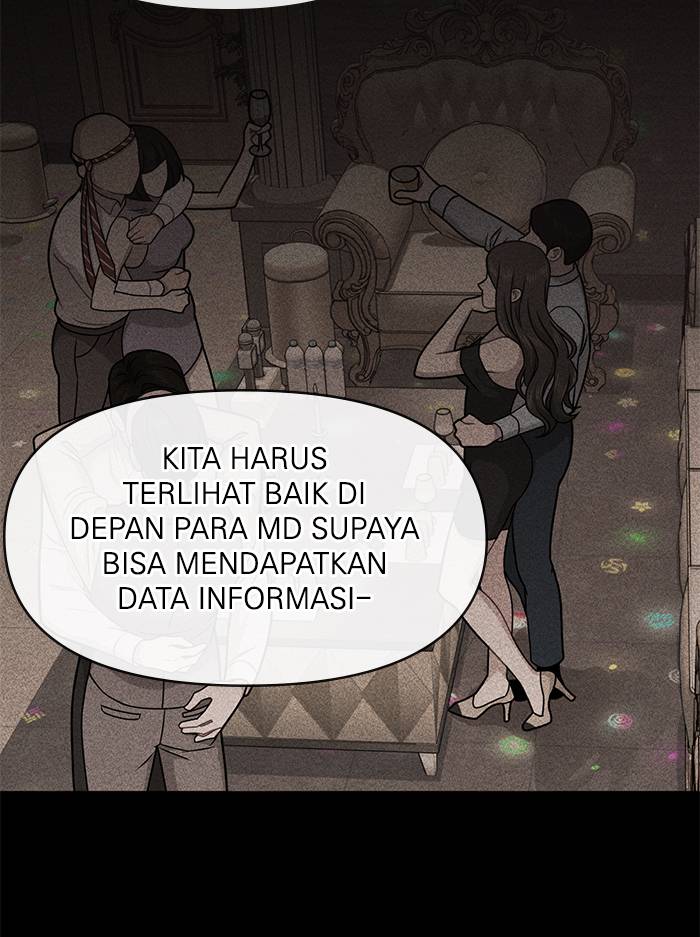 KITA HARUS
TERLIHAT BAIK DI
DEPAN PARA MD SUPAYA
BISA MENDAPATKAN
DATA INFORMASI-